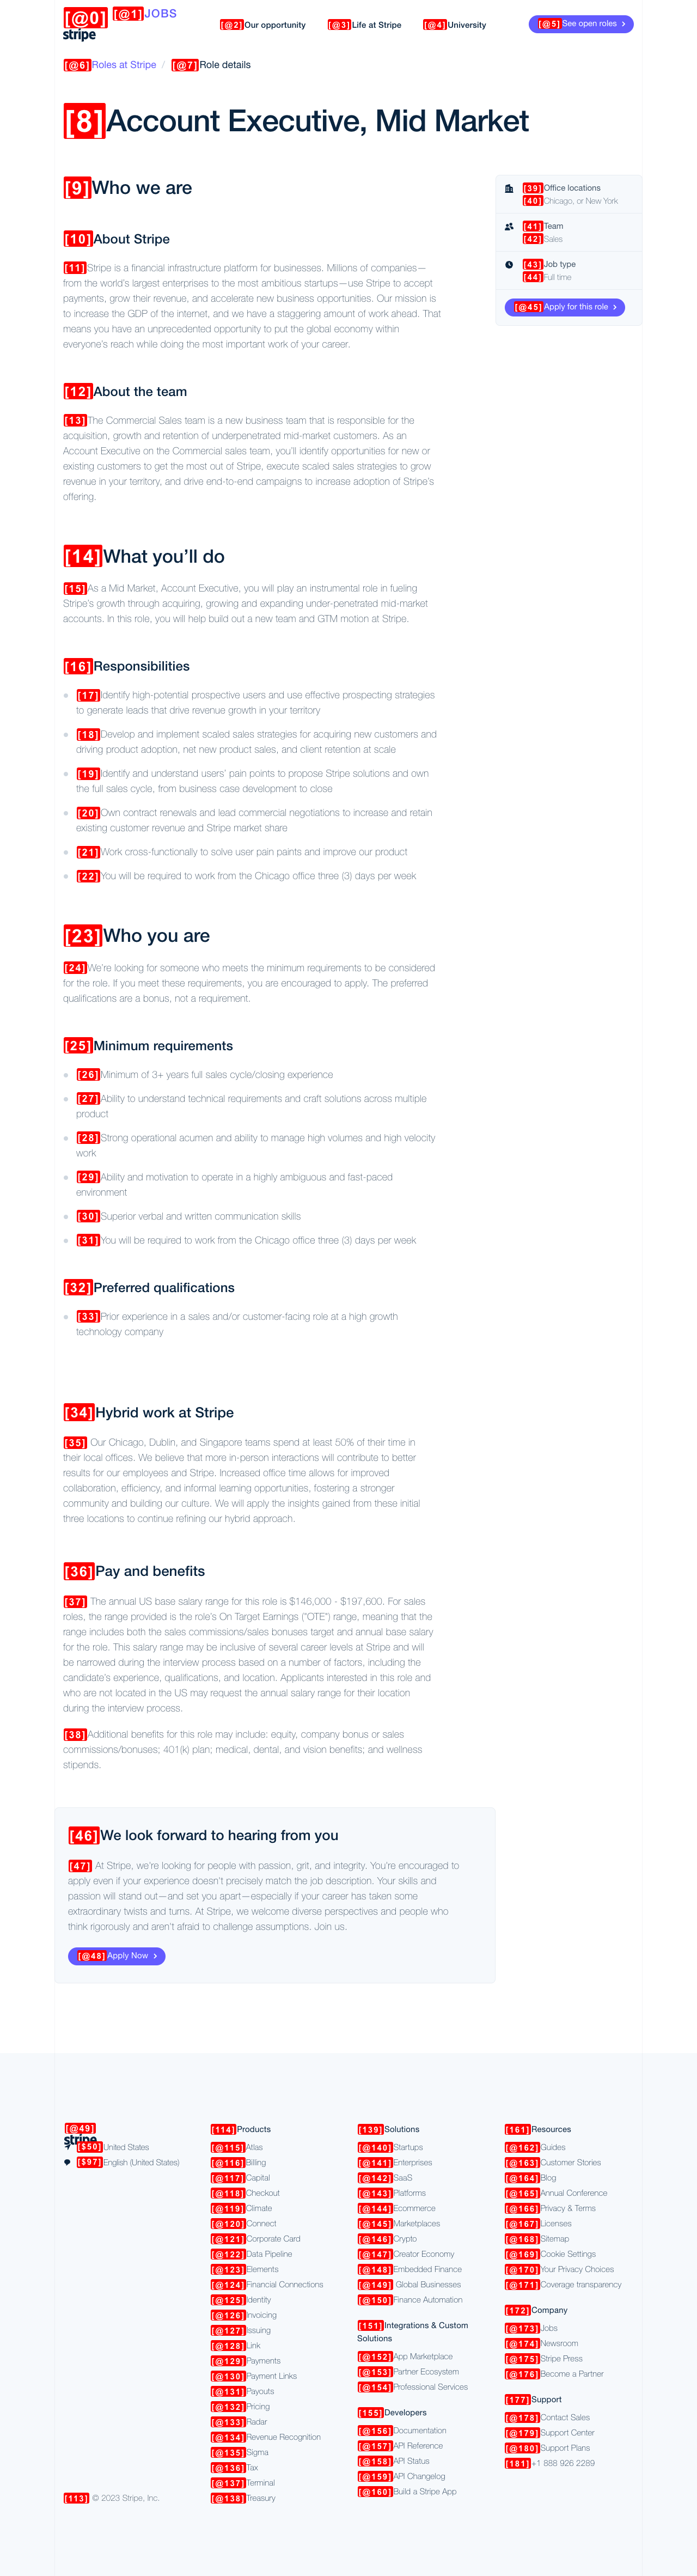 [@0] [@1]JOBS
stripe
[@2]Our opportunity [@3]Life at Stripe [@4]University [@5]See open roles
[@6]Roles at Stripe / [@7]Role details
[8]Account Executive, Mid Market
[9]Who we are
[10]About Stripe
[11]Stripe is a financial infrastructure platform for businesses. Millions of companies—
from the world's largest enterprises to the most ambitious startups—use Stripe to accept
payments, grow their revenue, and accelerate new business opportunities. Our mission is
to increase the GDP of the internet, and we have a staggering amount of work ahead. That
means you have an unprecedented opportunity to put the global economy within
everyone's reach while doing the most important work of your career.
[12]About the team
[13]The Commercial Sales team is a new business team that is responsible for the
acquisition, growth and retention of underpenetrated mid-market customers. As an
Account Executive on the Commercial sales team, you'll identify opportunities for new or
existing customers to get the most out of Stripe, execute scaled sales strategies to grow
revenue in your territory, and drive end-to-end campaigns to increase adoption of Stripe's
offering.
[14]What you'll do
[15]As a Mid Market, Account Executive, you will play an instrumental role in fueling
Stripe's growth through acquiring, growing and expanding under-penetrated mid-market
accounts. In this role, you will help build out a new team and GTM motion at Stripe.
[16]Responsibilities
[17]Identify high-potential prospective users and use effective prospecting strategies
to generate leads that drive revenue growth in your territory
[18]Develop and implement scaled sales strategies for acquiring new customers and
driving product adoption, net new product sales, and client retention at scale
[19]Identify and understand users' pain points to propose Stripe solutions and own
the full sales cycle, from business case development to close
[20]Own contract renewals and lead commercial negotiations to increase and retain
existing customer revenue and Stripe market share
[21]Work cross-functionally to solve user pain paints and improve our product
[22]You will be required to work from the Chicago office three (3) days per week
[23]Who you are
[24]We're looking for someone who meets the minimum requirements to be considered
for the role. If you meet these requirements, you are encouraged to apply. The preferred
qualifications are a bonus, not a requirement.
[25]Minimum requirements
[26]Minimum of 3+ years full sales cycle/closing experience
[27]Ability to understand technical requirements and craft solutions across multiple
product
[28]Strong operational acumen and ability to manage high volumes and high velocity
work
[29]Ability and motivation to operate in a highly ambiguous and fast-paced
environment
[30]Superior verbal and written communication skills
[31]You will be required to work from the Chicago office three (3) days per week
[32]Preferred qualifications
[33]Prior experience in a sales and/or customer-facing role at a high growth
technology company
[34]Hybrid work at Stripe
[35] Our Chicago, Dublin, and Singapore teams spend at least 50% of their time in
their local offices. We believe that more in-person interactions will contribute to better
results for our employees and Stripe. Increased office time allows for improved
collaboration, efficiency, and informal learning opportunities, fostering a stronger
community and building our culture. We will apply the insights gained from these initial
three locations to continue refining our hybrid approach.
[36]Pay and benefits
[37] The annual US base salary range for this role is $146,000 - $197,600. For sales
roles, the range provided is the role's On Target Earnings ("OTE") range, meaning that the
range includes both the sales commissions/sales bonuses target and annual base salary
for the role. This salary range may be inclusive of several career levels at Stripe and will
be narrowed during the interview process based on a number of factors, including the
candidate's experience, qualifications, and location. Applicants interested in this role and
who are not located in the US may request the annual salary range for their location
during the interview process.
[38]Additional benefits for this role may include: equity, company bonus or sales
commissions/bonuses; 401(k) plan; medical, dental, and vision benefits; and wellness
stipends.
[39]Office locations
[40]Chicago, or New York
[41]Team
[42]Sales
[43]Job type
[44]Full time
[@45]Apply for this role
[46]We look forward to hearing from you
[47] At Stripe, we're looking for people with passion, grit, and integrity. You're encouraged to
apply even if your experience doesn't precisely match the job description. Your skills and
passion will stand out—and set you apart—especially if your career has taken some
extraordinary twists and turns. At Stripe, we welcome diverse perspectives and people who
think rigorously and aren't afraid to challenge assumptions. Join us.
[@48]Apply Now
[@49]
stripe
[$50]United States
[$97]English (United States)
[113] © 2023 Stripe, Inc.
[114]Products
[@115]Atlas
[@116]Billing
[@117]Capital
[@118]Checkout
[@119]Climate
[@120]Connect
[@121]Corporate Card
[@122]Data Pipeline
[@123]Elements
[@124]Financial Connections
[@125]Identity
[@126]Invoicing
[@127]Issuing
[@128]Link
[@129]Payments
[@130]Payment Links
[@131]Payouts
[@132]Pricing
[@133]Radar
[@134]Revenue Recognition
[@135]Sigma
[@136]Tax
[@137]Terminal
[@138]Treasury
[139]Solutions
[@140]Startups
[@141]Enterprises
[@142]SaaS
[@143]Platforms
[@144]Ecommerce
[@145]Marketplaces
[@146]Crypto
[@147]Creator Economy
[@148]Embedded Finance
[@149] Global Businesses
[@150]Finance Automation
[151]Integrations & Custom
Solutions
[@152]App Marketplace
[@153]Partner Ecosystem
[@154]Professional Services
[155]Developers
[@156]Documentation
[@157]API Reference
[@158]API Status
[@159]API Changelog
[@160]Build a Stripe App
[161]Resources
[@162]Guides
[@163]Customer Stories
[@164]Blog
[@165]Annual Conference
[@166]Privacy & Terms
[@167]Licenses
[@168]Sitemap
[@169]Cookie Settings
[@170]Your Privacy Choices
[@171]Coverage transparency
[172]Company
[@173]Jobs
[@174]Newsroom
[@175]Stripe Press
[@176]Become a Partner
[177]Support
[@178]Contact Sales
[@179]Support Center
[@180]Support Plans
[181]+1 888 926 2289